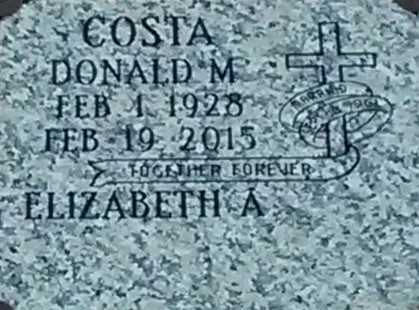 COSTA
DONALD M
FEB 1 1928
FEB 19 2015
TOGETHER FOREVER
ELIZABETH A